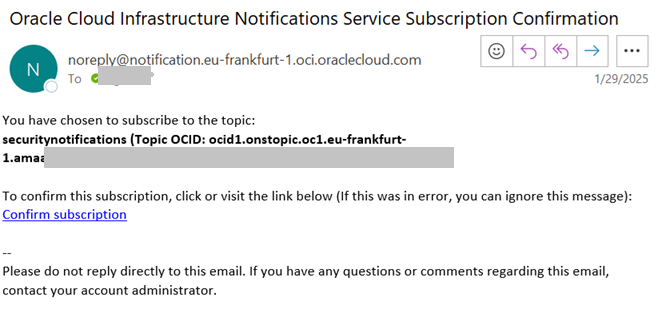 Oracle Cloud Infrastructure Notifications Service Subscription Confirmation
N
noreply@notification.eu-frankfurt-1.oci.oraclecloud.com
To
1/29/2025
You have chosen to subscribe to the topic:
securitynotifications (Topic OCID: ocid1.onstopic.oc1.eu-frankfurt-
1.amaa
To confirm this subscription, click or visit the link below (If this was in error, you can ignore this message):
Confirm subscription
--
Please do not reply directly to this email. If you have any questions or comments regarding this email,
contact your account administrator.